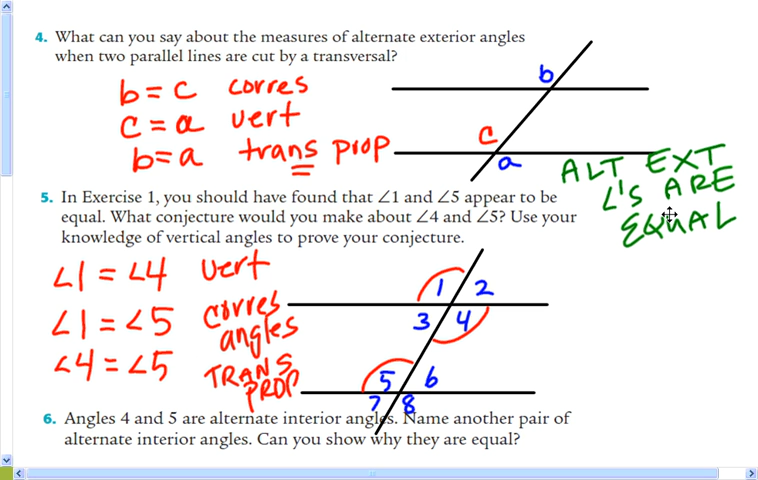 4. What can you say about the measures of alternate exterior angles
when two parallel lines are cut by a transversal?
b = c corres
c = a vert
b = a trans prop
b
c
a
ALT EXT
∠'S ARE
EQUAL
5. In Exercise 1, you should have found that ∠1 and ∠5 appear to be
equal. What conjecture would you make about ∠4 and ∠5? Use your
knowledge of vertical angles to prove your conjecture.
∠1 = ∠4 vert
∠1 = ∠5 corres
angles
∠4 = ∠5 TRANS
PROP
1 2
3 4
5 6
7 8
6. Angles 4 and 5 are alternate interior angles. Name another pair of
alternate interior angles. Can you show why they are equal?